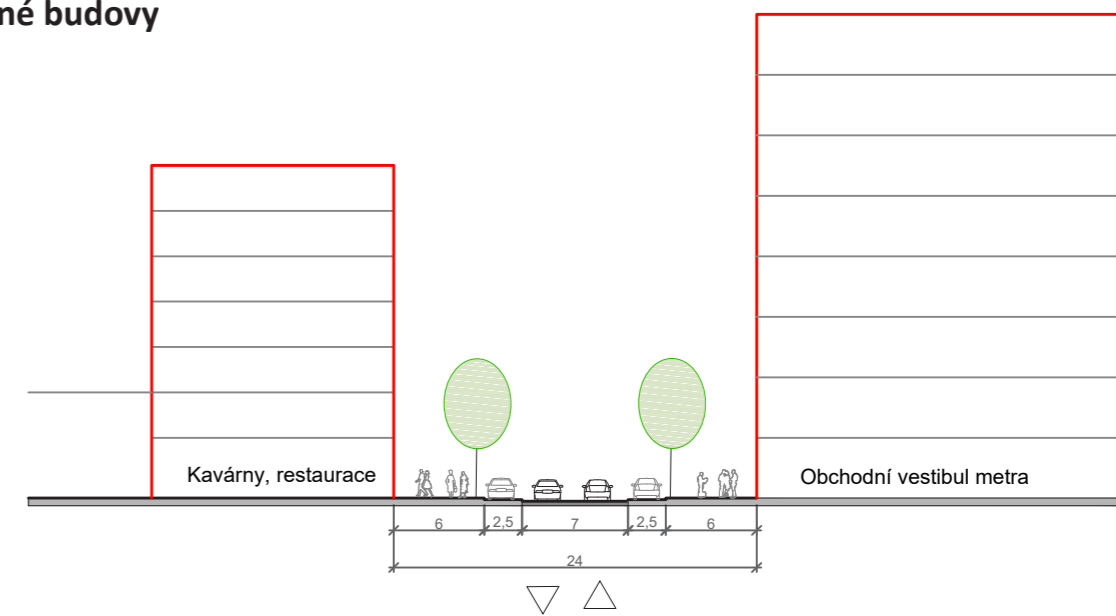 né budovy
Kavárny, restaurace
Obchodní vestibul metra
6 2,5 7 2,5 6
24